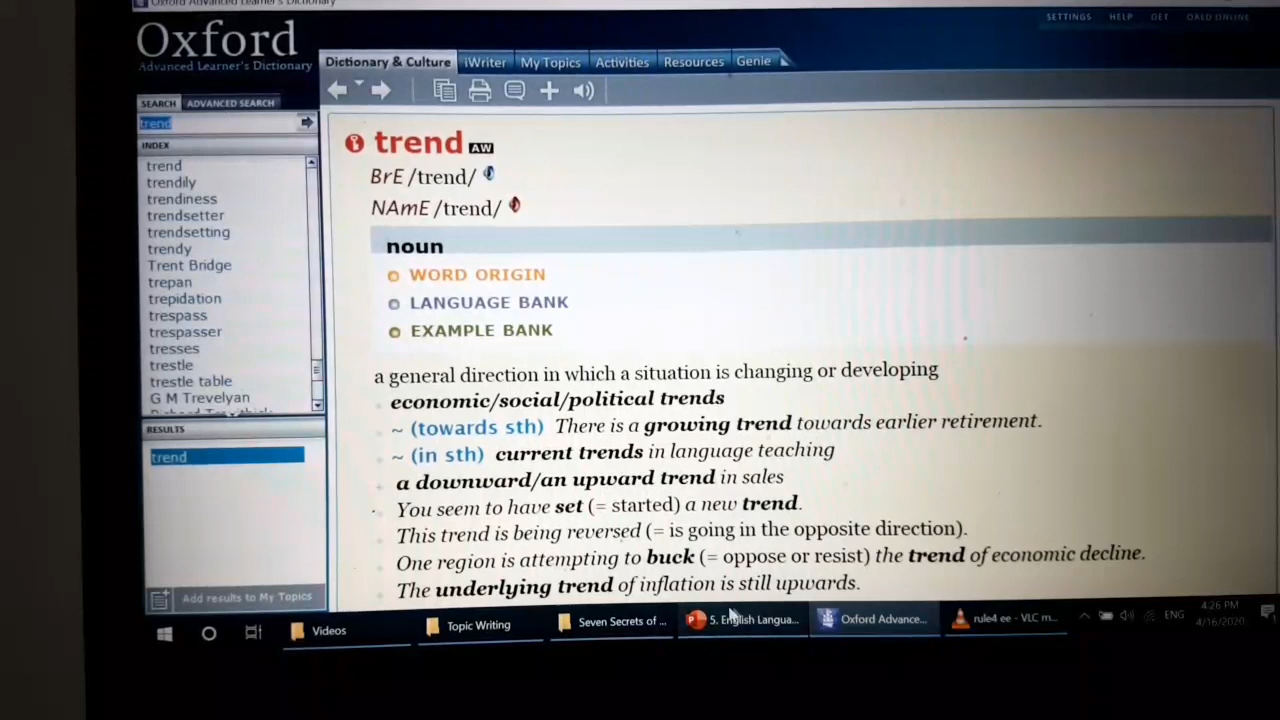 Oxford Advanced Learner's Dictionary
SETTINGS HELP OALD ONLINE
Oxford
Advanced Learner's Dictionary
Dictionary & Culture iWriter My Topics Activities Resources Genie
SEARCH ADVANCED SEARCH
trend
INDEX
trend
trendily
trendiness
trendsetter
trendsetting
trendy
Trent Bridge
trepan
trepidation
trespass
trespasser
tresses
trestle
trestle table
G M Trevelyan
RESULTS
trend
Add results to My Topics
trend AW
BrE /trend/
NAmE /trend/
noun
WORD ORIGIN
LANGUAGE BANK
EXAMPLE BANK
a general direction in which a situation is changing or developing
economic/social/political trends
~ (towards sth) There is a growing trend towards earlier retirement.
~ (in sth) current trends in language teaching
a downward/an upward trend in sales
You seem to have set (= started) a new trend.
This trend is being reversed (= is going in the opposite direction).
One region is attempting to buck (= oppose or resist) the trend of economic decline.
The underlying trend of inflation is still upwards.
Videos Topic Writing Seven Secrets of ... 5. English Langua... Oxford Advance... rule4 ee - VLC m... ENG 4:26 PM
4/16/2020